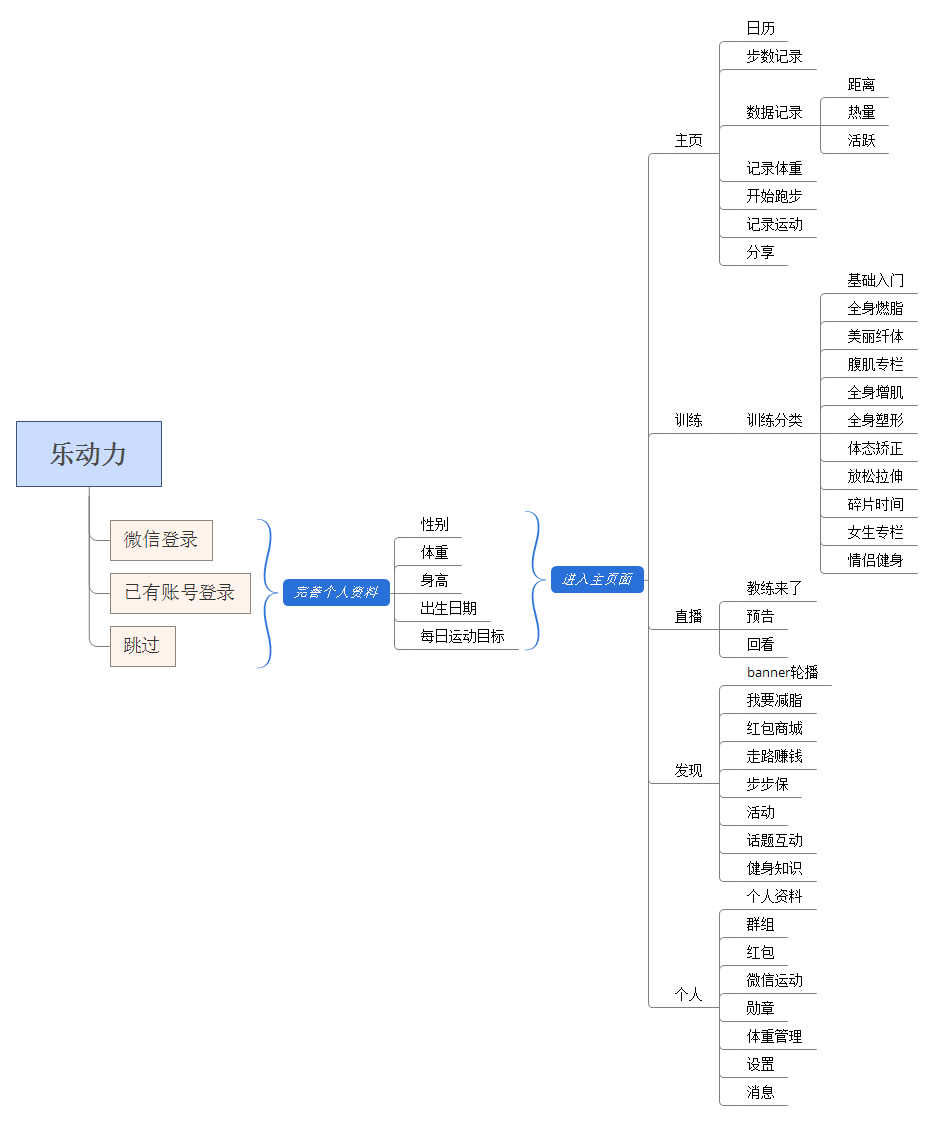 乐动力
微信登录
已有账号登录
跳过
完善个人资料
性别
体重
身高
出生日期
每日运动目标
进入主页面
主页
日历
步数记录
数据记录
距离
热量
活跃
记录体重
开始跑步
记录运动
分享
训练
训练分类
基础入门
全身燃脂
美丽纤体
腹肌专栏
全身增肌
全身塑形
体态矫正
放松拉伸
碎片时间
女生专栏
情侣健身
直播
教练来了
预告
回看
发现
banner轮播
我要减脂
红包商城
走路赚钱
步步保
活动
话题互动
健身知识
个人
个人资料
群组
红包
微信运动
勋章
体重管理
设置
消息